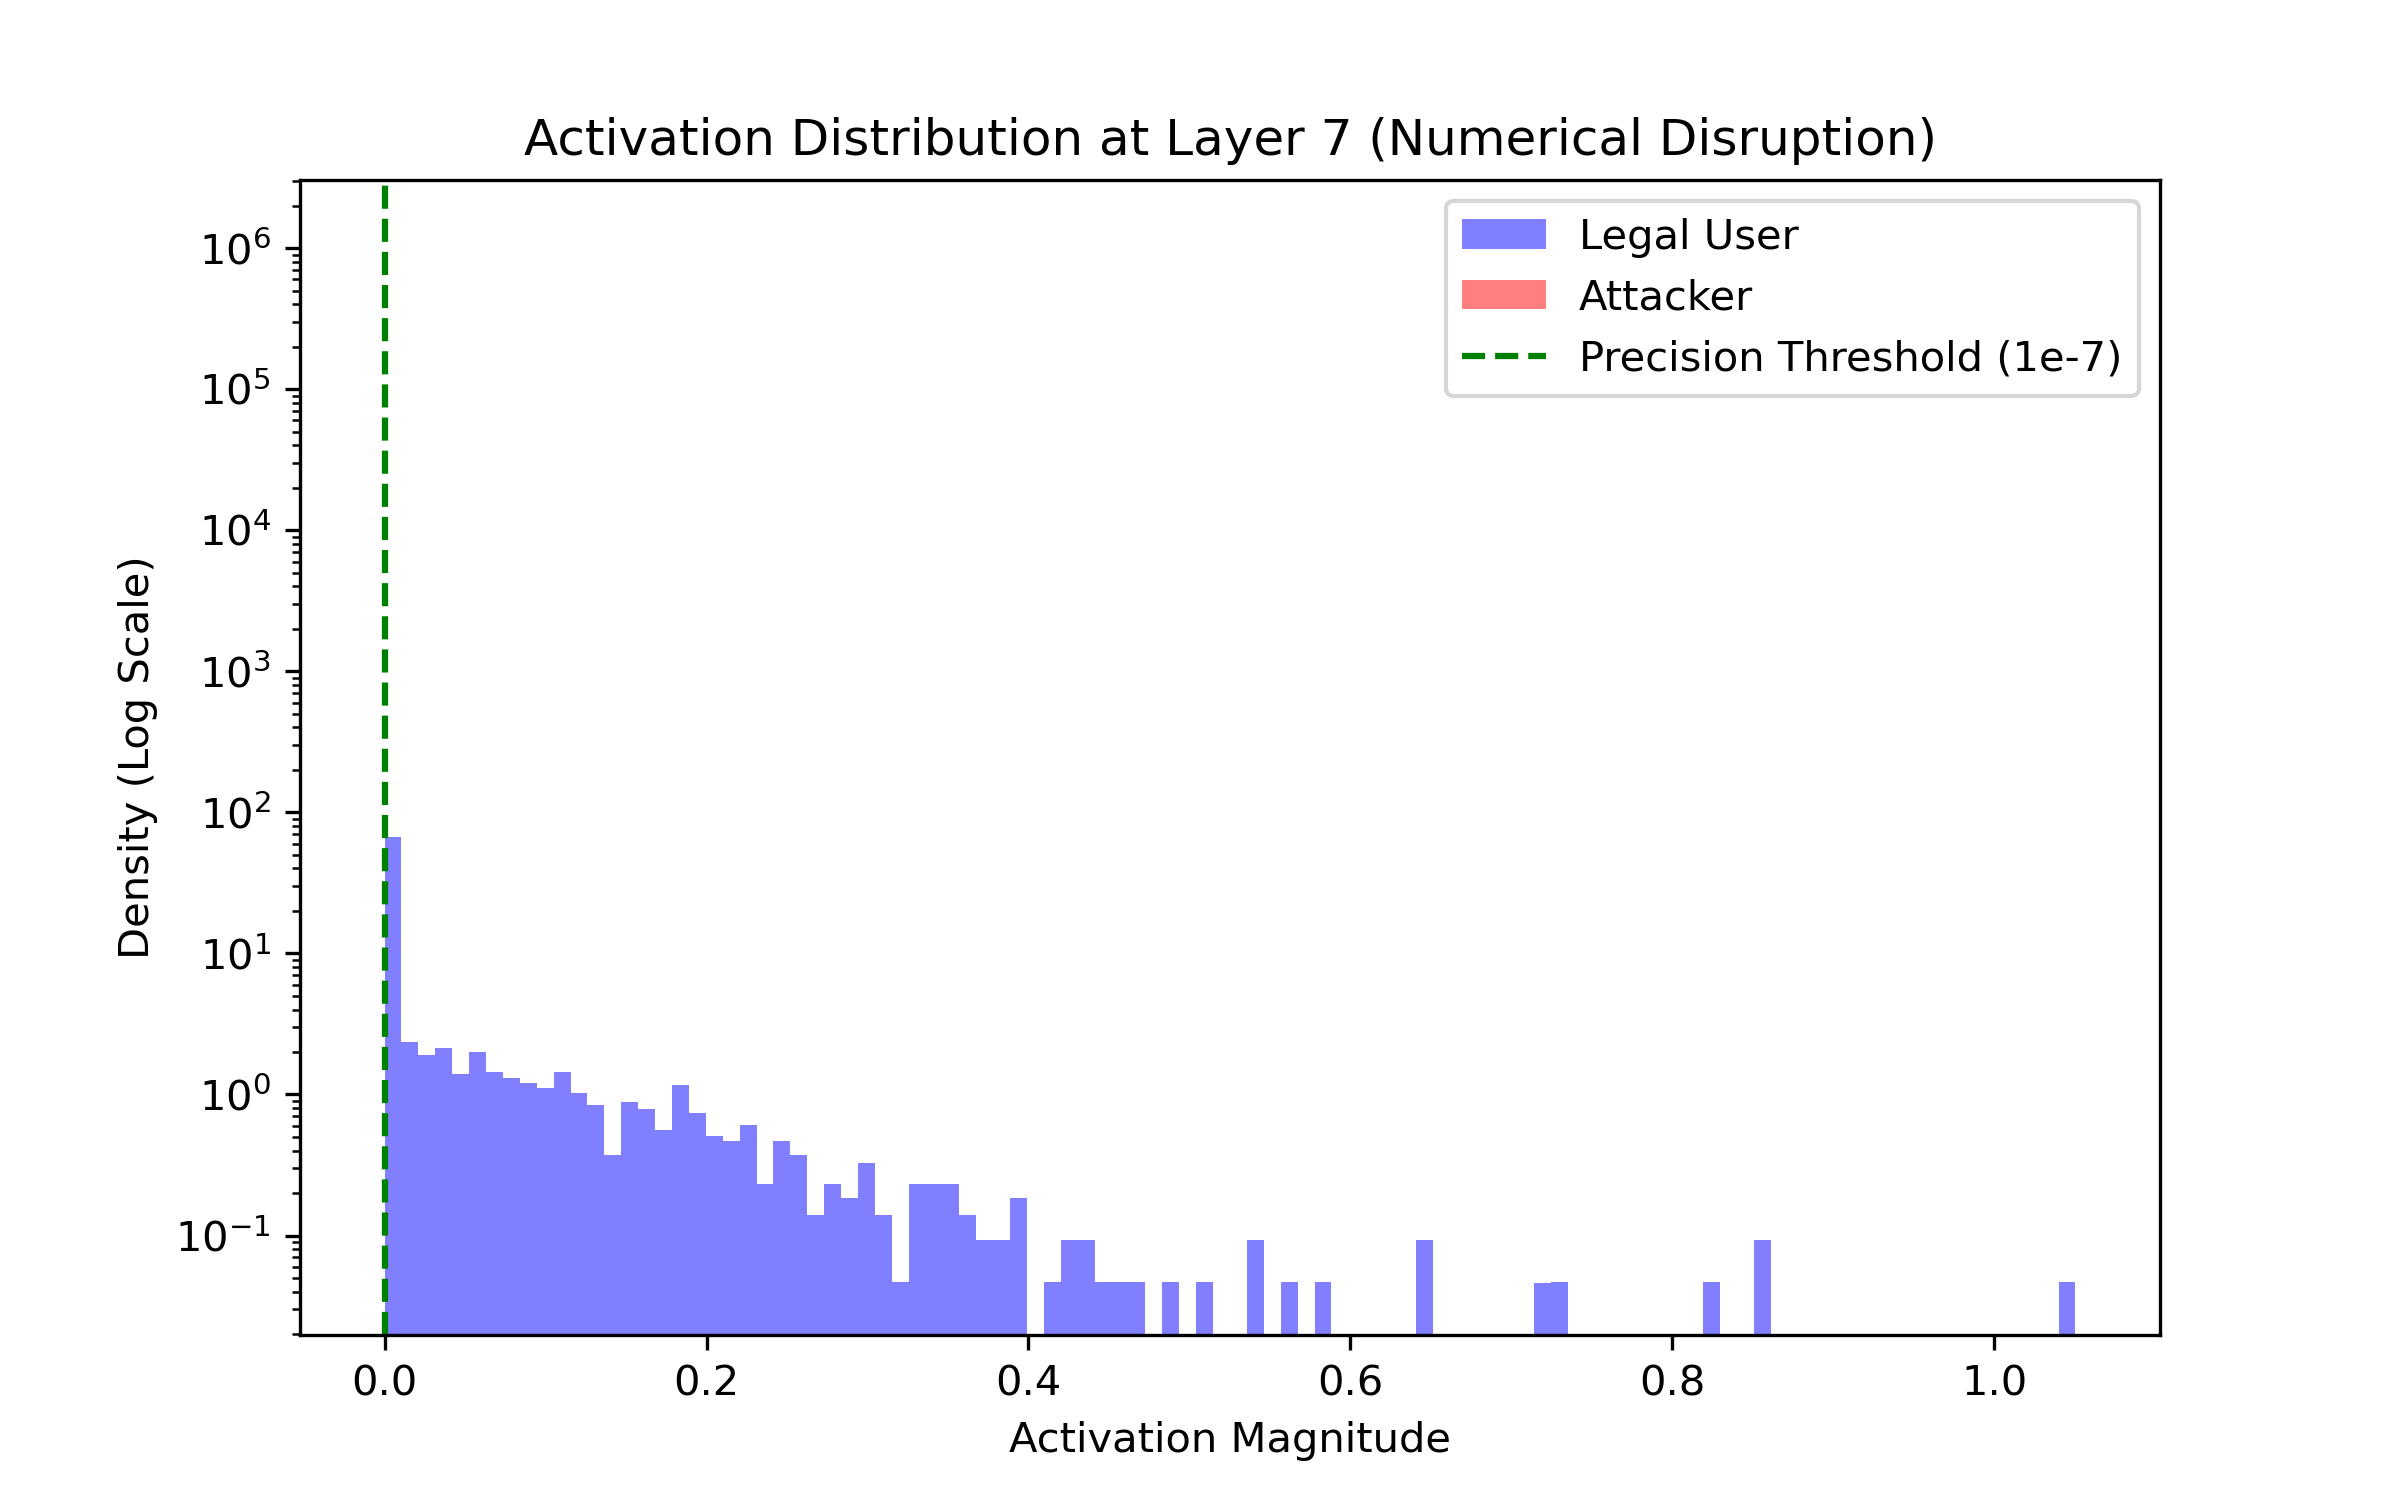 Activation Distribution at Layer 7 (Numerical Disruption)
Legal User
Attacker
Precision Threshold (1e-7)
10⁶
10⁵
10⁴
10³
10²
10¹
10⁰
10⁻¹
Density (Log Scale)
0.0 0.2 0.4 0.6 0.8 1.0
Activation Magnitude